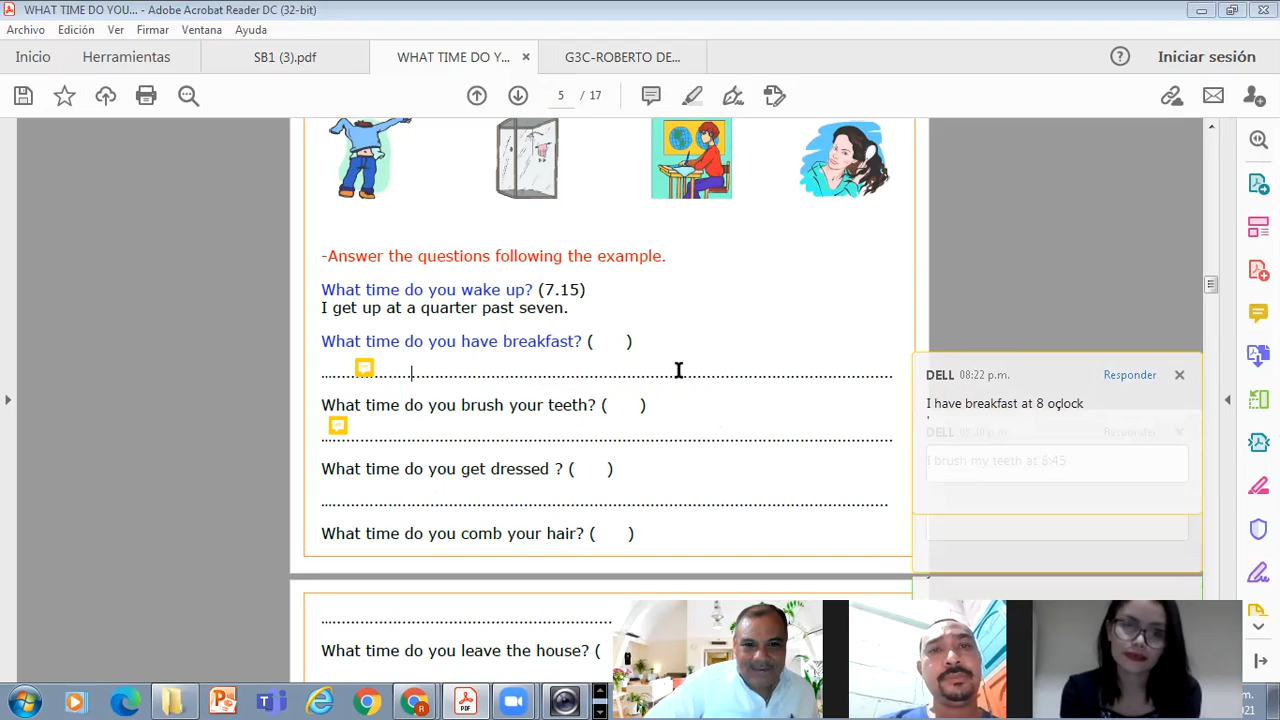 WHAT TIME DO YOU... - Adobe Acrobat Reader DC (32-bit)
Archivo Edición Ver Firmar Ventana Ayuda
Inicio Herramientas SB1 (3).pdf WHAT TIME DO Y... × G3C-ROBERTO DE... Iniciar sesión
5 / 17
-Answer the questions following the example.
What time do you wake up? (7.15)
I get up at a quarter past seven.
What time do you have breakfast? ( )
What time do you brush your teeth? ( )
What time do you get dressed ? ( )
What time do you comb your hair? ( )
What time do you leave the house? (
DELL 08:22 p.m. Responder
I have breakfast at 8 oçlock
'
DELL Responder
I brush my teeth at 8:45